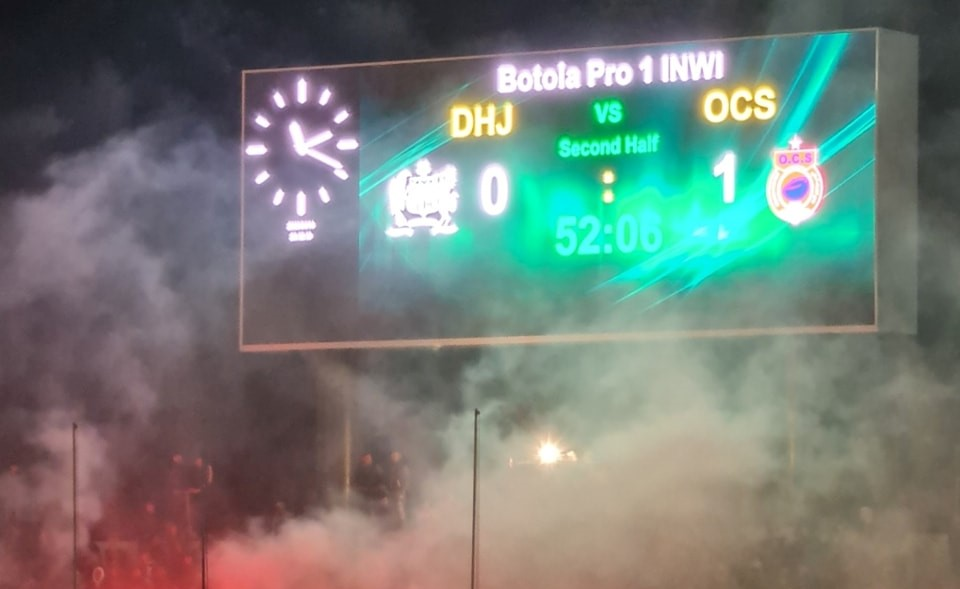 Botola Pro 1 INWI
DHJ VS OCS
Second Half
0 : 1
O.C.S
52:06